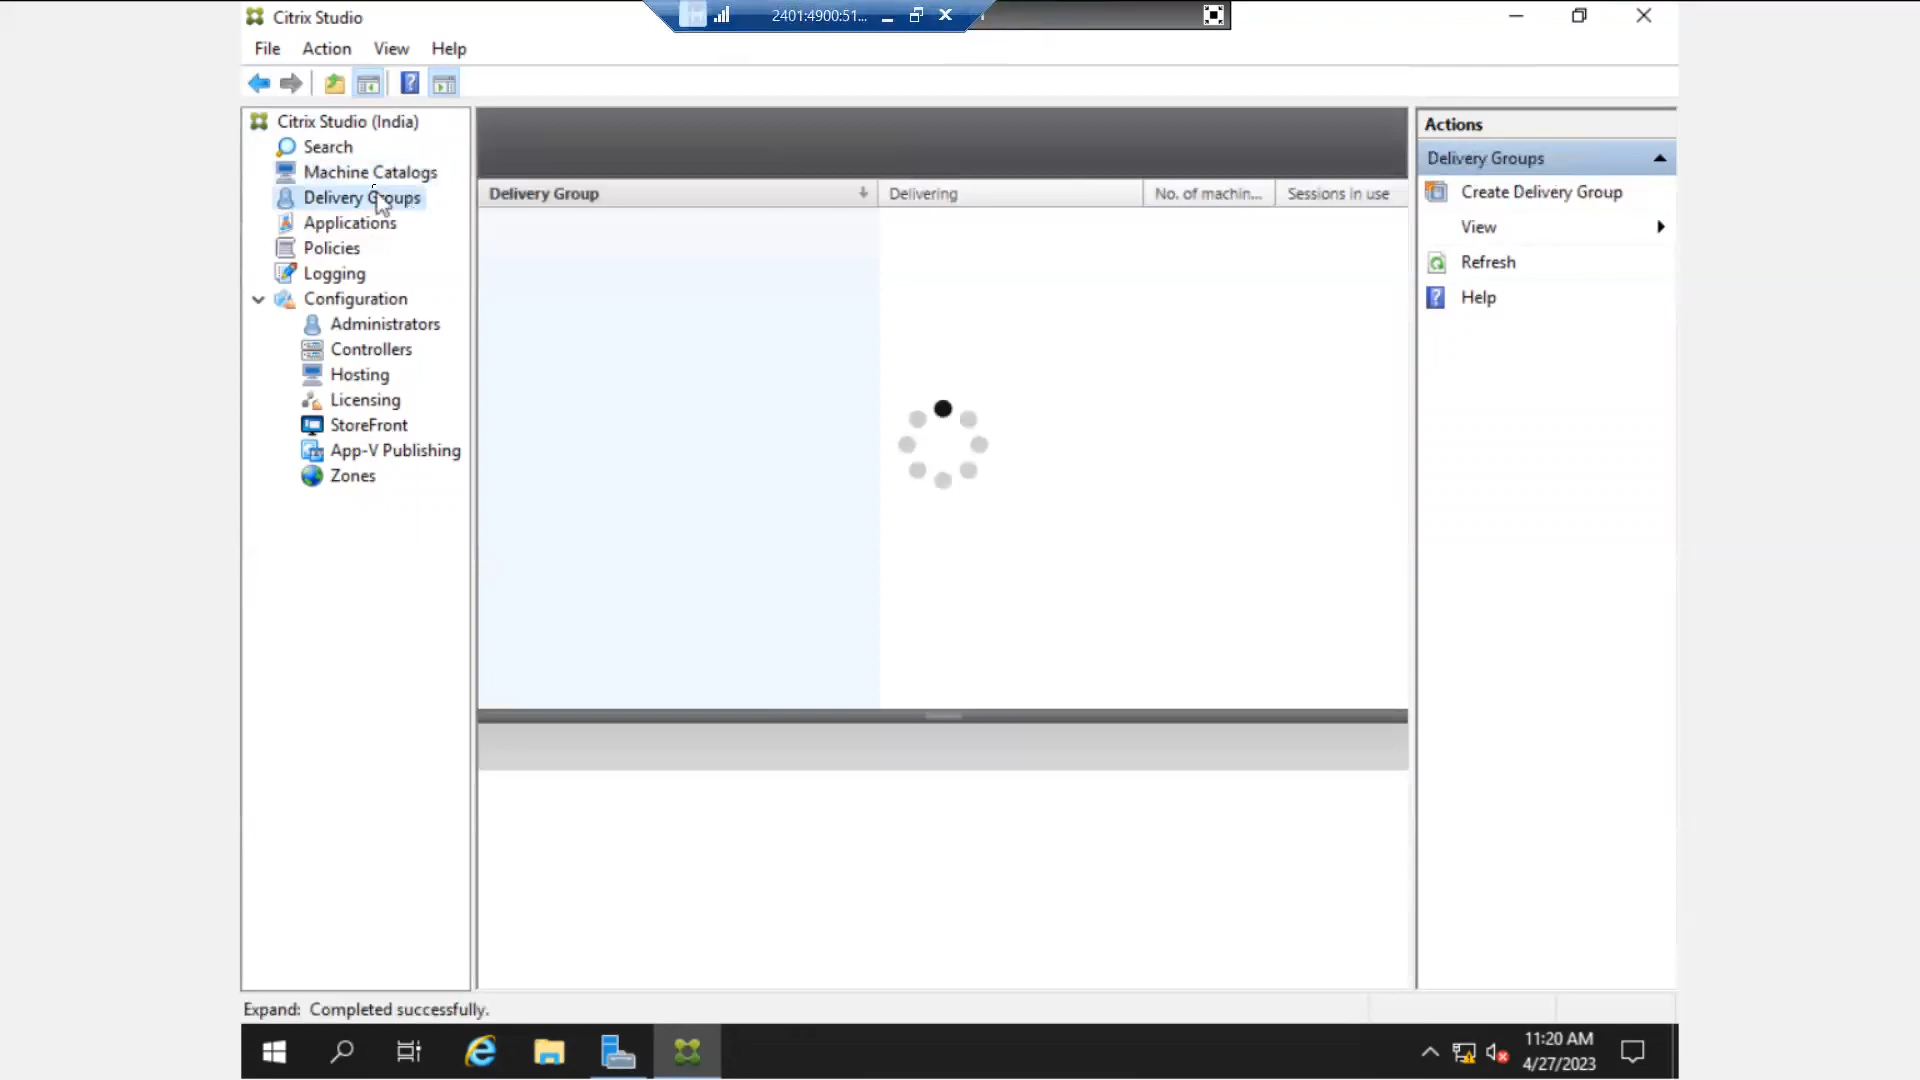 Citrix Studio
2401:4900:51...
File Action View Help
Citrix Studio (India)
Search
Machine Catalogs
Delivery Groups
Applications
Policies
Logging
Configuration
Administrators
Controllers
Hosting
Licensing
StoreFront
App-V Publishing
Zones
Delivery Group Delivering No. of machin... Sessions in use
Actions
Delivery Groups
Create Delivery Group
View
Refresh
Help
Expand: Completed successfully.
11:20 AM
4/27/2023